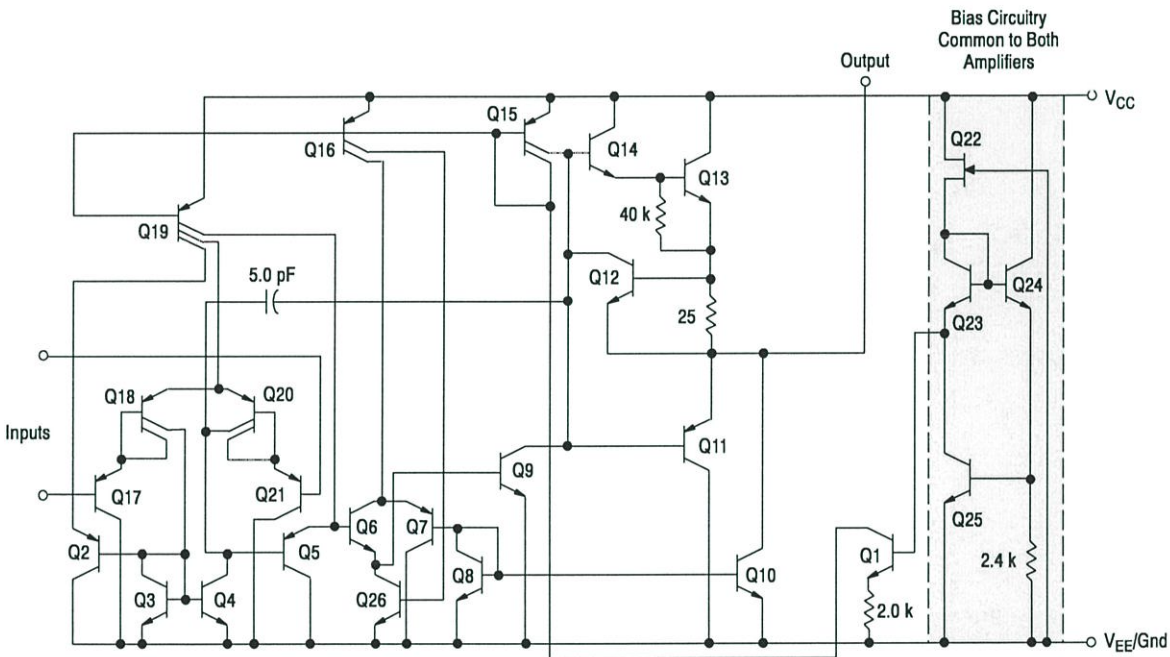 Bias Circuitry
Common to Both
Amplifiers
Output
VCC
Q15
Q22
Q16
Q14
Q13
40 k
Q19
5.0 pF
Q12
Q24
25
Q23
Q18
Q20
Inputs
Q11
Q9
Q17
Q21
Q25
Q6
Q7
Q2
Q5
Q1
Q8
Q10
2.4 k
Q3
Q4
Q26
2.0 k
VEE/Gnd